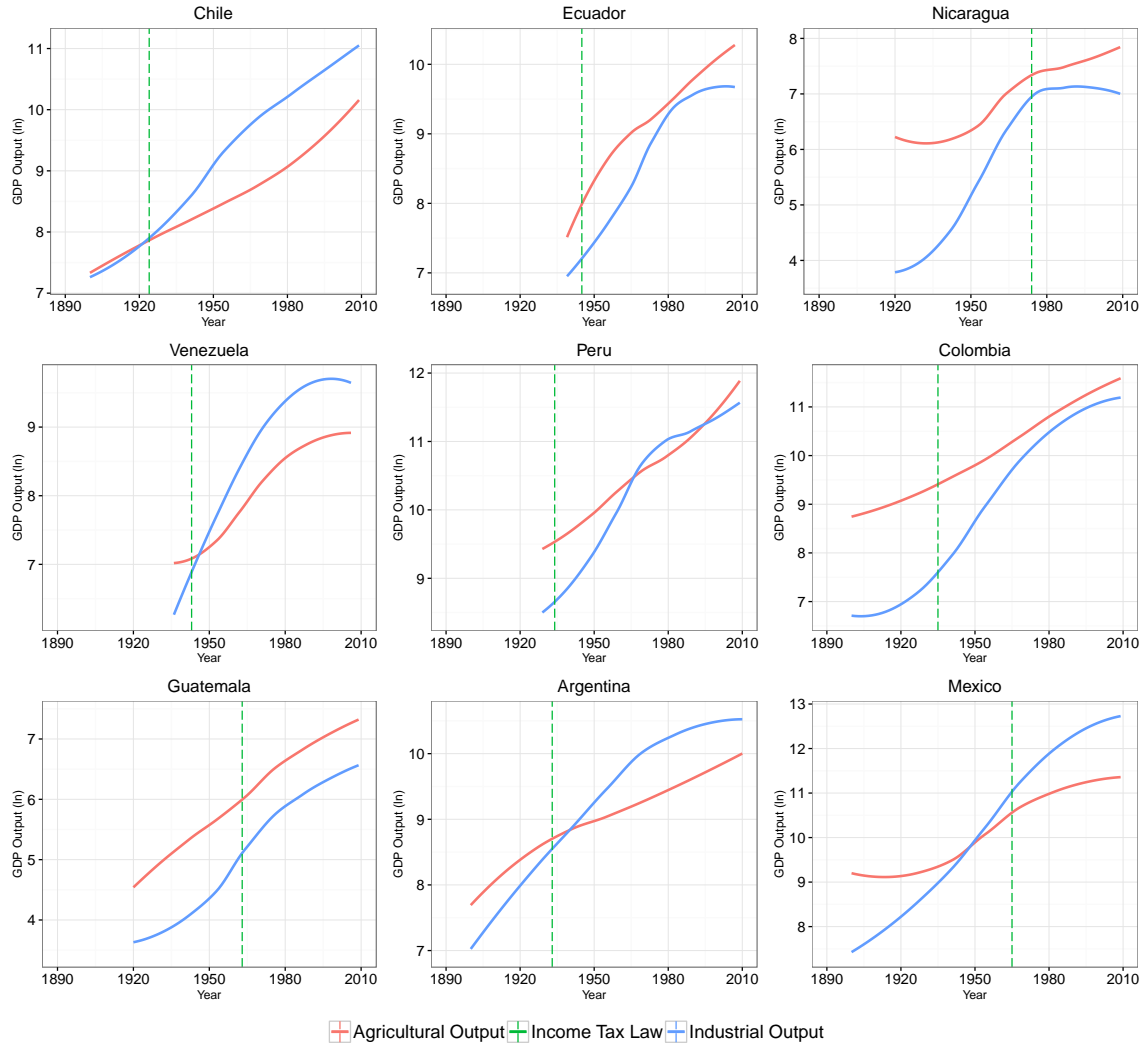 Chile
GDP Output (ln)
11
10
9
8
7
1890 1920 1950 1980 2010
Year
Ecuador
GDP Output (ln)
10
9
8
7
1890 1920 1950 1980 2010
Year
Nicaragua
GDP Output (ln)
8
7
6
5
4
1890 1920 1950 1980 2010
Year
Venezuela
GDP Output (ln)
9
8
7
1890 1920 1950 1980 2010
Year
Peru
GDP Output (ln)
12
11
10
9
1890 1920 1950 1980 2010
Year
Colombia
GDP Output (ln)
11
10
9
8
7
1890 1920 1950 1980 2010
Year
Guatemala
GDP Output (ln)
7
6
5
4
1890 1920 1950 1980 2010
Year
Argentina
GDP Output (ln)
10
9
8
7
1890 1920 1950 1980 2010
Year
Mexico
GDP Output (ln)
13
12
11
10
9
8
1890 1920 1950 1980 2010
Year
Agricultural Output Income Tax Law Industrial Output